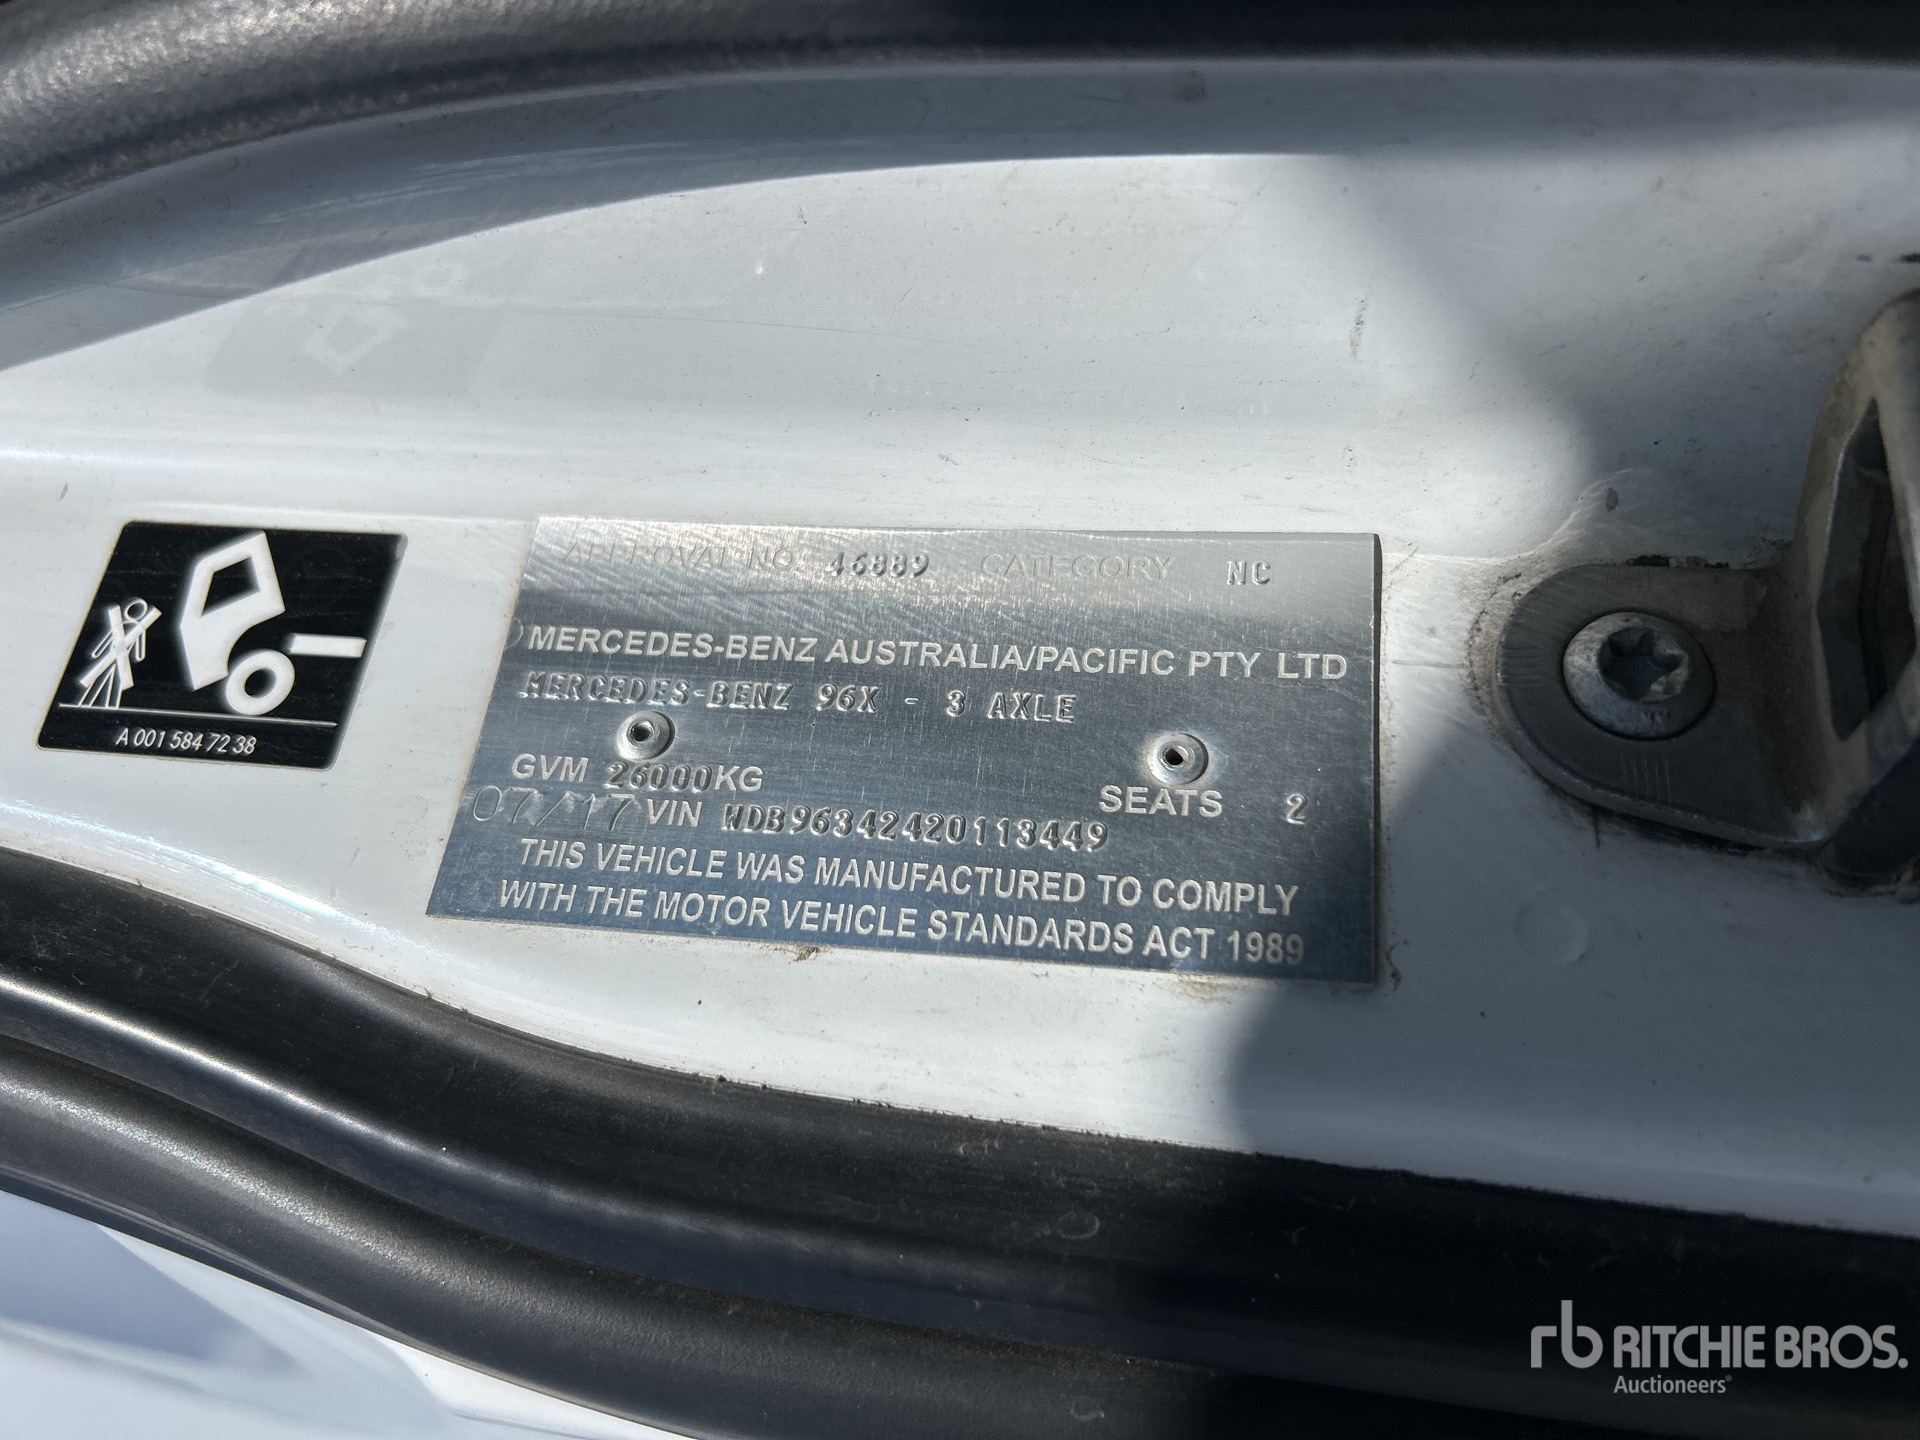 APPROVAL NO. 46889 CATEGORY NC
MERCEDES-BENZ AUSTRALIA/PACIFIC PTY LTD
MERCEDES-BENZ 96X - 3 AXLE
GVM 26000KG SEATS 2
07/17 VIN WDB96342420113449
THIS VEHICLE WAS MANUFACTURED TO COMPLY
WITH THE MOTOR VEHICLE STANDARDS ACT 1989
A 001 584 72 38
rb RITCHIE BROS.
Auctioneers